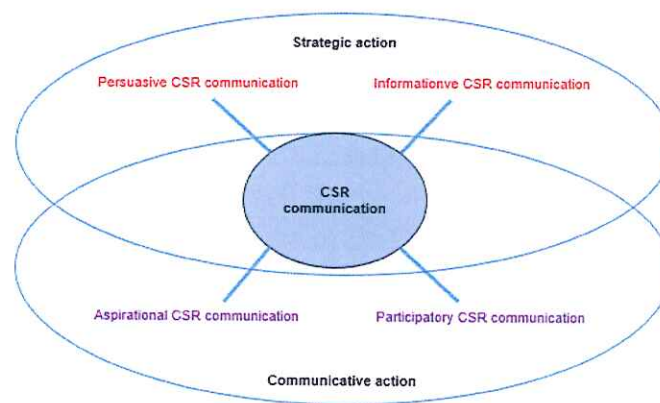 Strategic action
Persuasive CSR communication
Informationve CSR communication
CSR
communication
Aspirational CSR communication
Participatory CSR communication
Communicative action